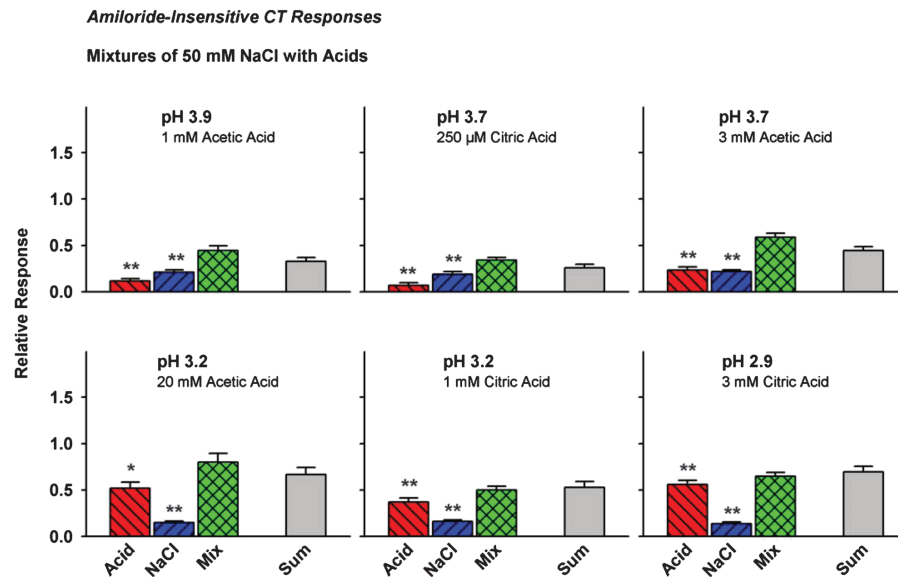 Amiloride-Insensitive CT Responses
Mixtures of 50 mM NaCl with Acids
Relative Response
pH 3.9
1 mM Acetic Acid
pH 3.7
250 µM Citric Acid
pH 3.7
3 mM Acetic Acid
1.5
1.0
0.5
0.0
** **
** **
** **
pH 3.2
20 mM Acetic Acid
pH 3.2
1 mM Citric Acid
pH 2.9
3 mM Citric Acid
1.5
1.0
0.5
0.0
* **
** **
** **
Acid NaCl Mix Sum
Acid NaCl Mix Sum
Acid NaCl Mix Sum